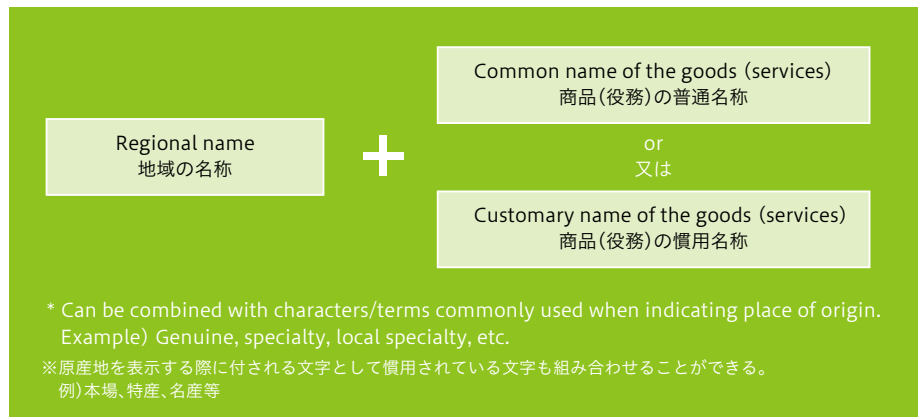 Common name of the goods (services)
商品(役務)の普通名称
Regional name
地域の名称
+
or
又は
Customary name of the goods (services)
商品(役務)の慣用名称
* Can be combined with characters/terms commonly used when indicating place of origin.
Example) Genuine, specialty, local specialty, etc.
※原産地を表示する際に付される文字として慣用されている文字も組み合わせることができる。
例)本場、特産、名産等